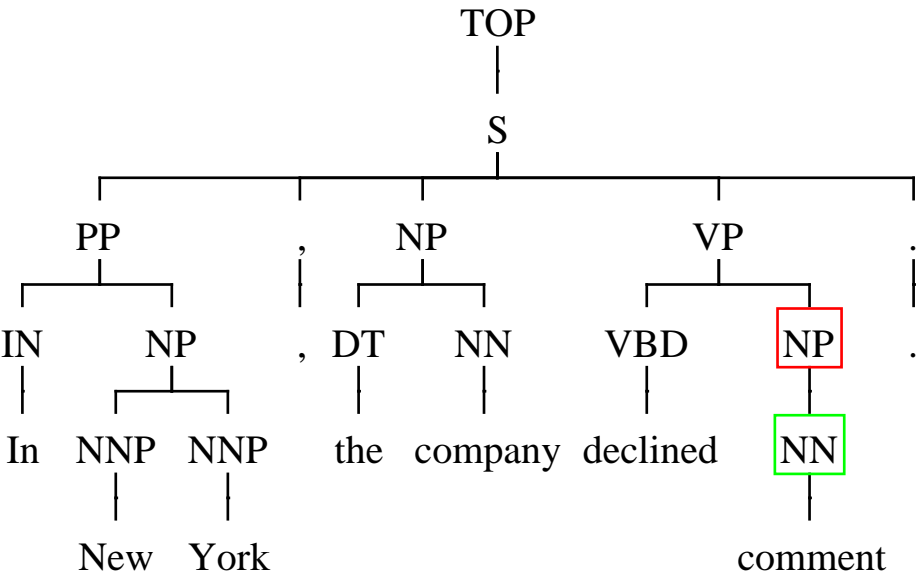 TOP
S
PP , NP VP .
IN NP , DT NN VBD NP .
In NNP NNP the company declined NN
New York comment